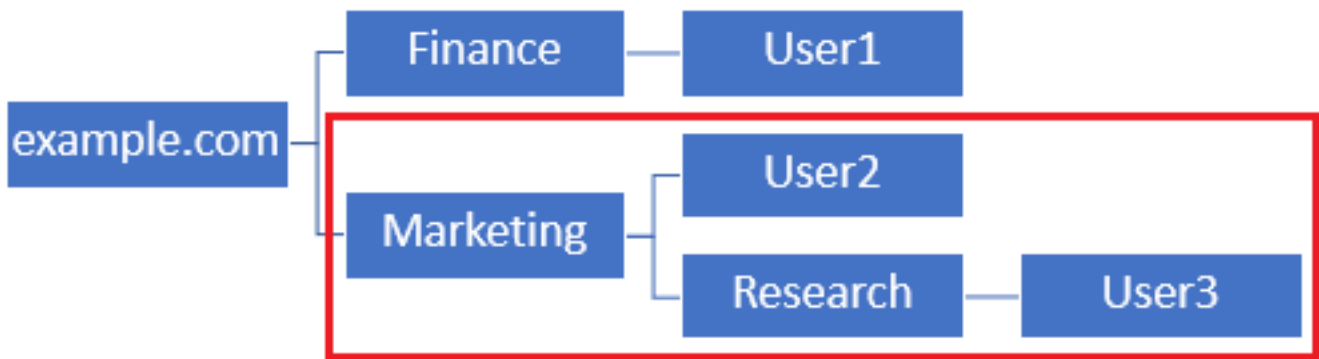 example.com
Finance
User1
Marketing
User2
Research
User3